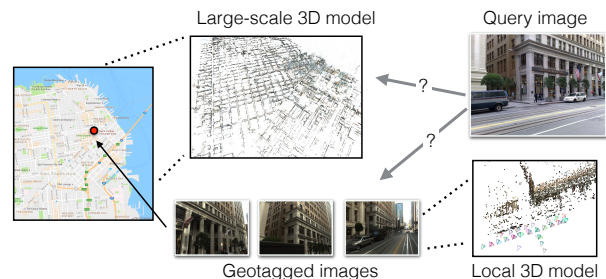 Large-scale 3D model
Query image
?
?
Geotagged images
Local 3D model